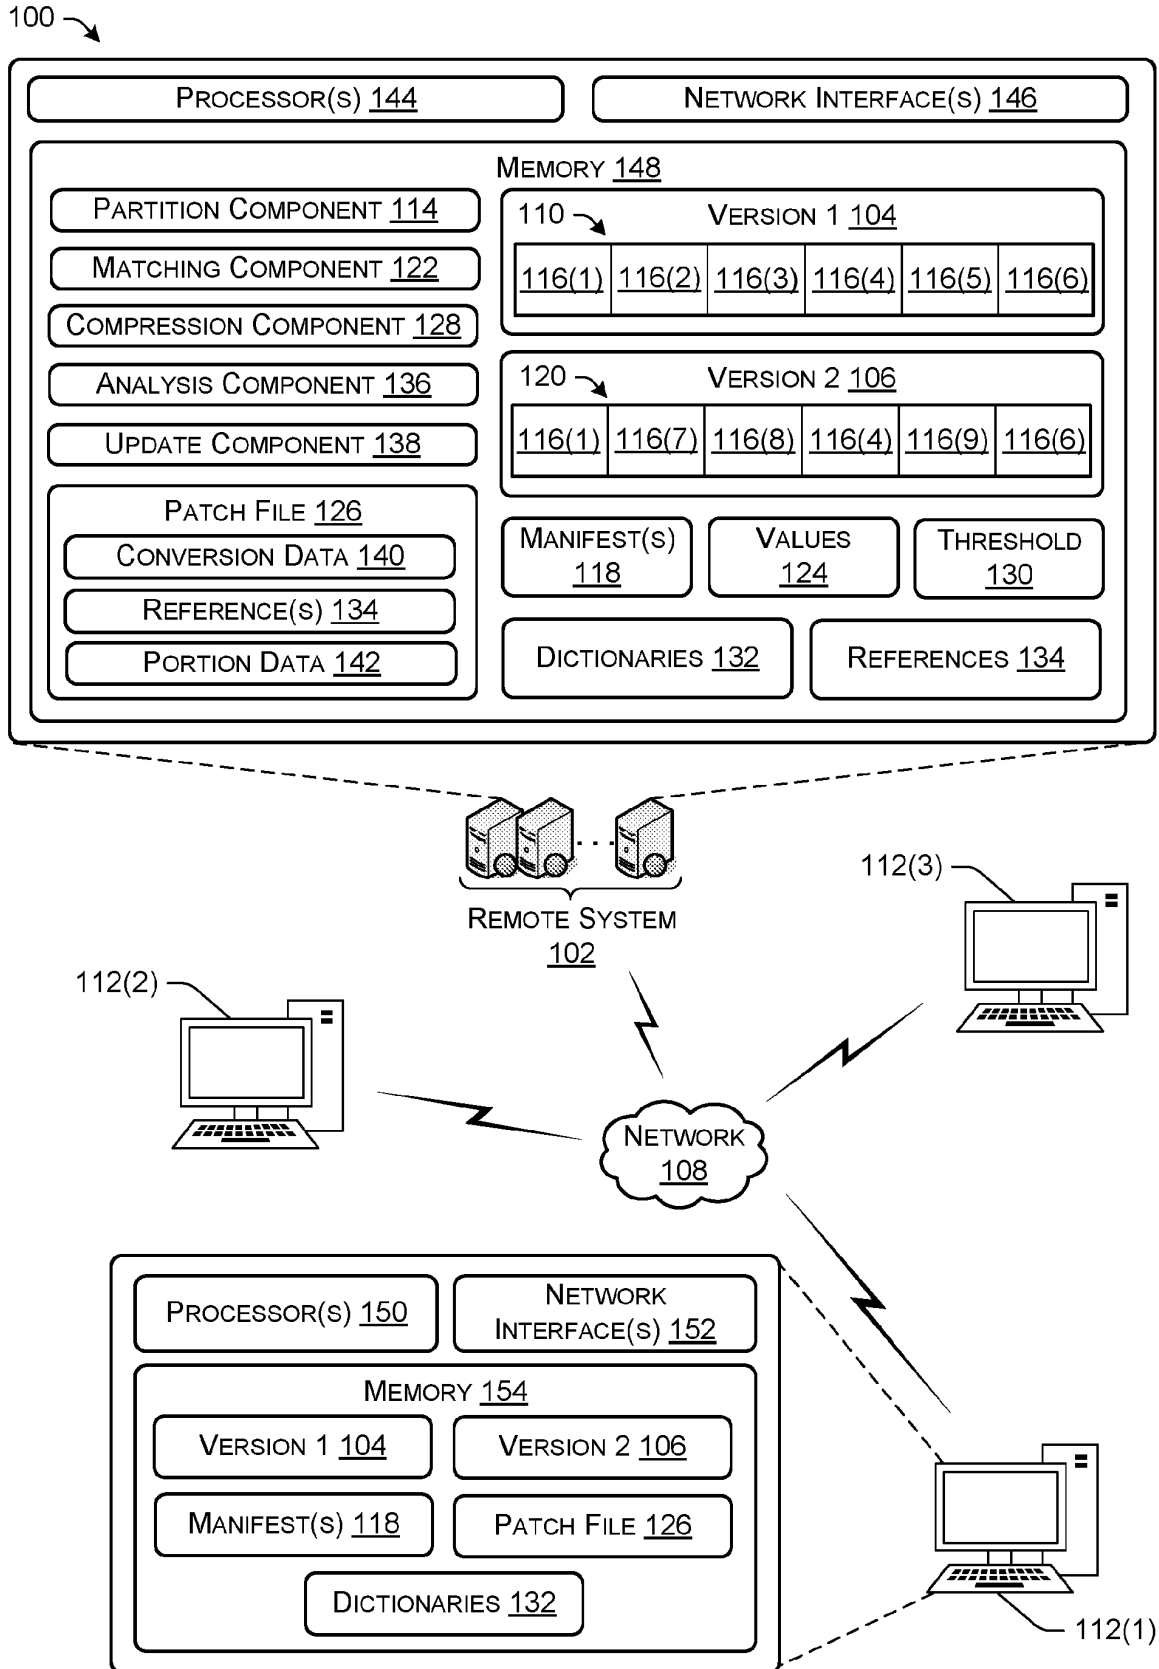 100
PROCESSOR(S) 144
NETWORK INTERFACE(S) 146
MEMORY 148
PARTITION COMPONENT 114
MATCHING COMPONENT 122
COMPRESSION COMPONENT 128
ANALYSIS COMPONENT 136
UPDATE COMPONENT 138
PATCH FILE 126
CONVERSION DATA 140
REFERENCE(S) 134
PORTION DATA 142
110
VERSION 1 104
116(1) 116(2) 116(3) 116(4) 116(5) 116(6)
120
VERSION 2 106
116(1) 116(7) 116(8) 116(4) 116(9) 116(6)
MANIFEST(S)
118
VALUES
124
THRESHOLD
130
DICTIONARIES 132
REFERENCES 134
REMOTE SYSTEM
102
112(3)
112(2)
NETWORK
108
PROCESSOR(S) 150
NETWORK
INTERFACE(S) 152
MEMORY 154
VERSION 1 104
VERSION 2 106
MANIFEST(S) 118
PATCH FILE 126
DICTIONARIES 132
112(1)